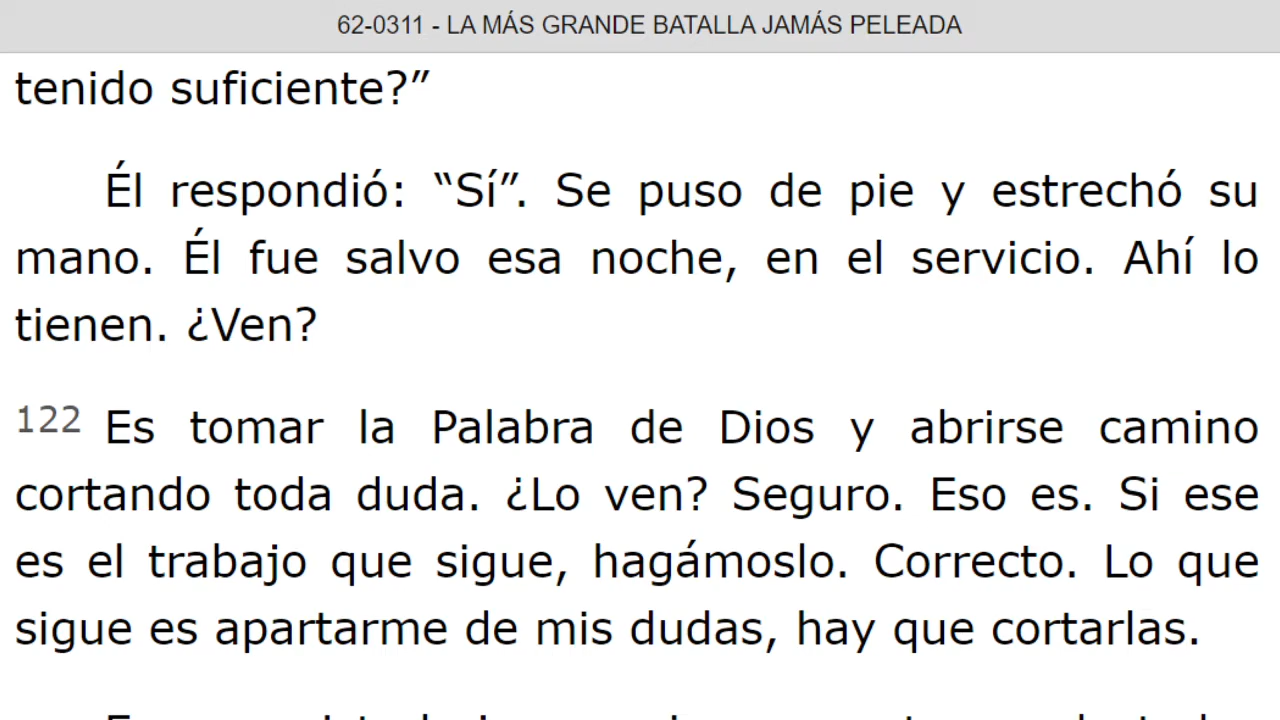 62-0311 - LA MÁS GRANDE BATALLA JAMÁS PELEADA
tenido suficiente?”
Él respondió: “Sí”. Se puso de pie y estrechó su
mano. Él fue salvo esa noche, en el servicio. Ahí lo
tienen. ¿Ven?
122 Es tomar la Palabra de Dios y abrirse camino
cortando toda duda. ¿Lo ven? Seguro. Eso es. Si ese
es el trabajo que sigue, hagámoslo. Correcto. Lo que
sigue es apartarme de mis dudas, hay que cortarlas.